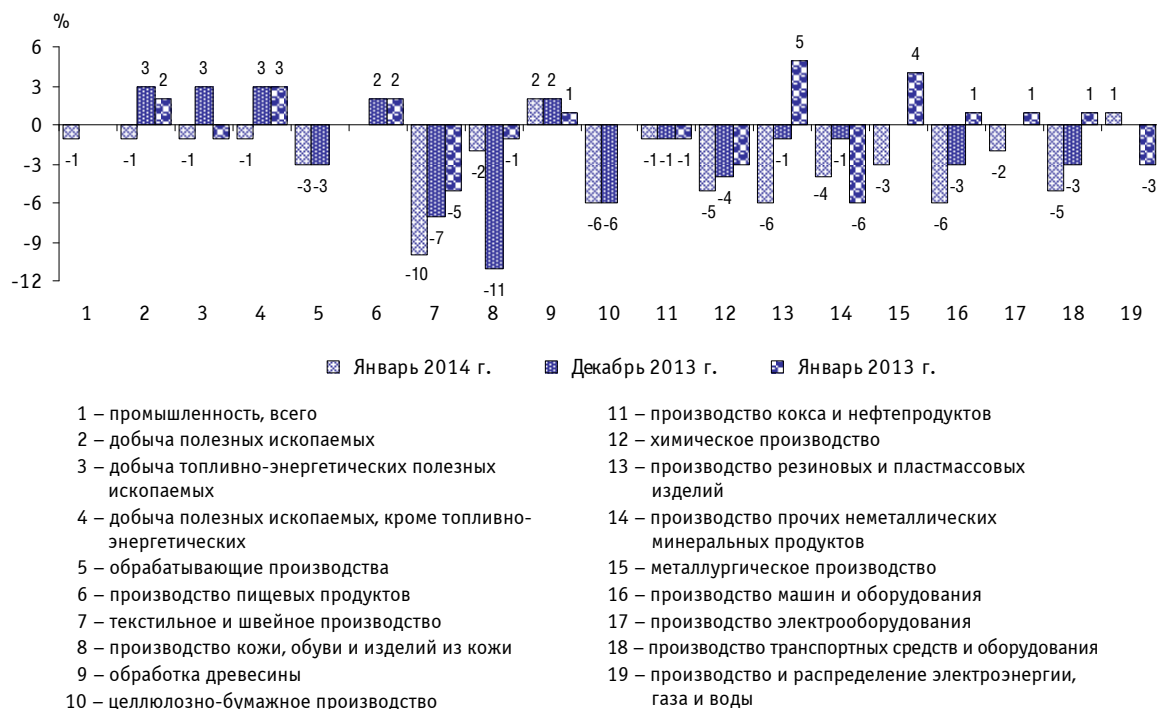 %
6
3
0
-3
-6
-9
-12
-1
-1 3 2
-1 3
-1 3 3
-3 -3
2 2
-10 -7 -5
-2 -11 -1
2 2 1
-6 -6
-1 -1 -1
-5 -4
-6 -1 5
-4 -1 -6
-3 4
-6 -3 1
-2 1
-5 -3 1
1 -3
1 2 3 4 5 6 7 8 9 10 11 12 13 14 15 16 17 18 19
Январь 2014 г. Декабрь 2013 г. Январь 2013 г.
1 – промышленность, всего
2 – добыча полезных ископаемых
3 – добыча топливно-энергетических полезных
ископаемых
4 – добыча полезных ископаемых, кроме топливно-
энергетических
5 – обрабатывающие производства
6 – производство пищевых продуктов
7 – текстильное и швейное производство
8 – производство кожи, обуви и изделий из кожи
9 – обработка древесины
10 – целлюлозно-бумажное производство
11 – производство кокса и нефтепродуктов
12 – химическое производство
13 – производство резиновых и пластмассовых
изделий
14 – производство прочих неметаллических
минеральных продуктов
15 – металлургическое производство
16 – производство машин и оборудования
17 – производство электрооборудования
18 – производство транспортных средств и оборудования
19 – производство и распределение электроэнергии,
газа и воды